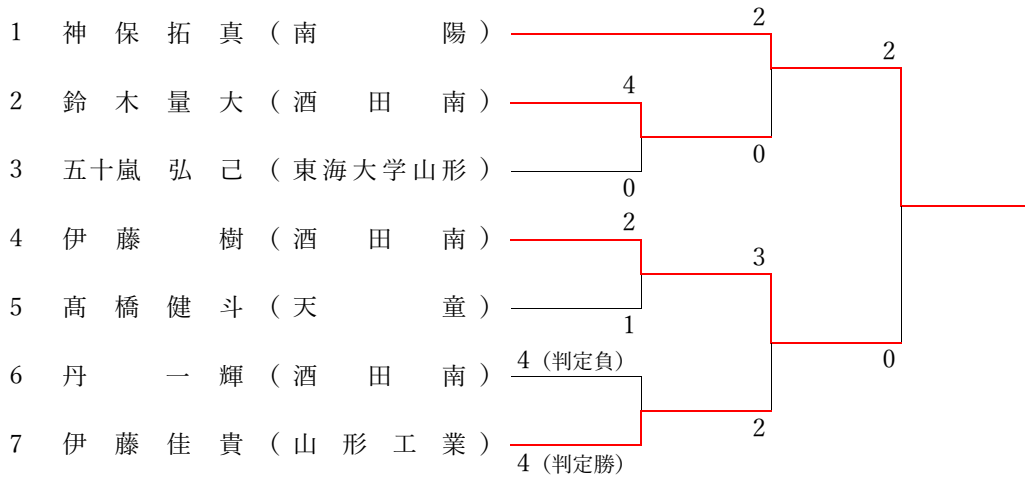 2
1 神保拓真(南陽)
2
4
2 鈴木量大(酒田南)
0
3 五十嵐弘己(東海大学山形)
0
2
4 伊藤樹(酒田南)
3
5 髙橋健斗(天童)
1
0
4(判定負)
6 丹一輝(酒田南)
2
7 伊藤佳貴(山形工業)
4(判定勝)